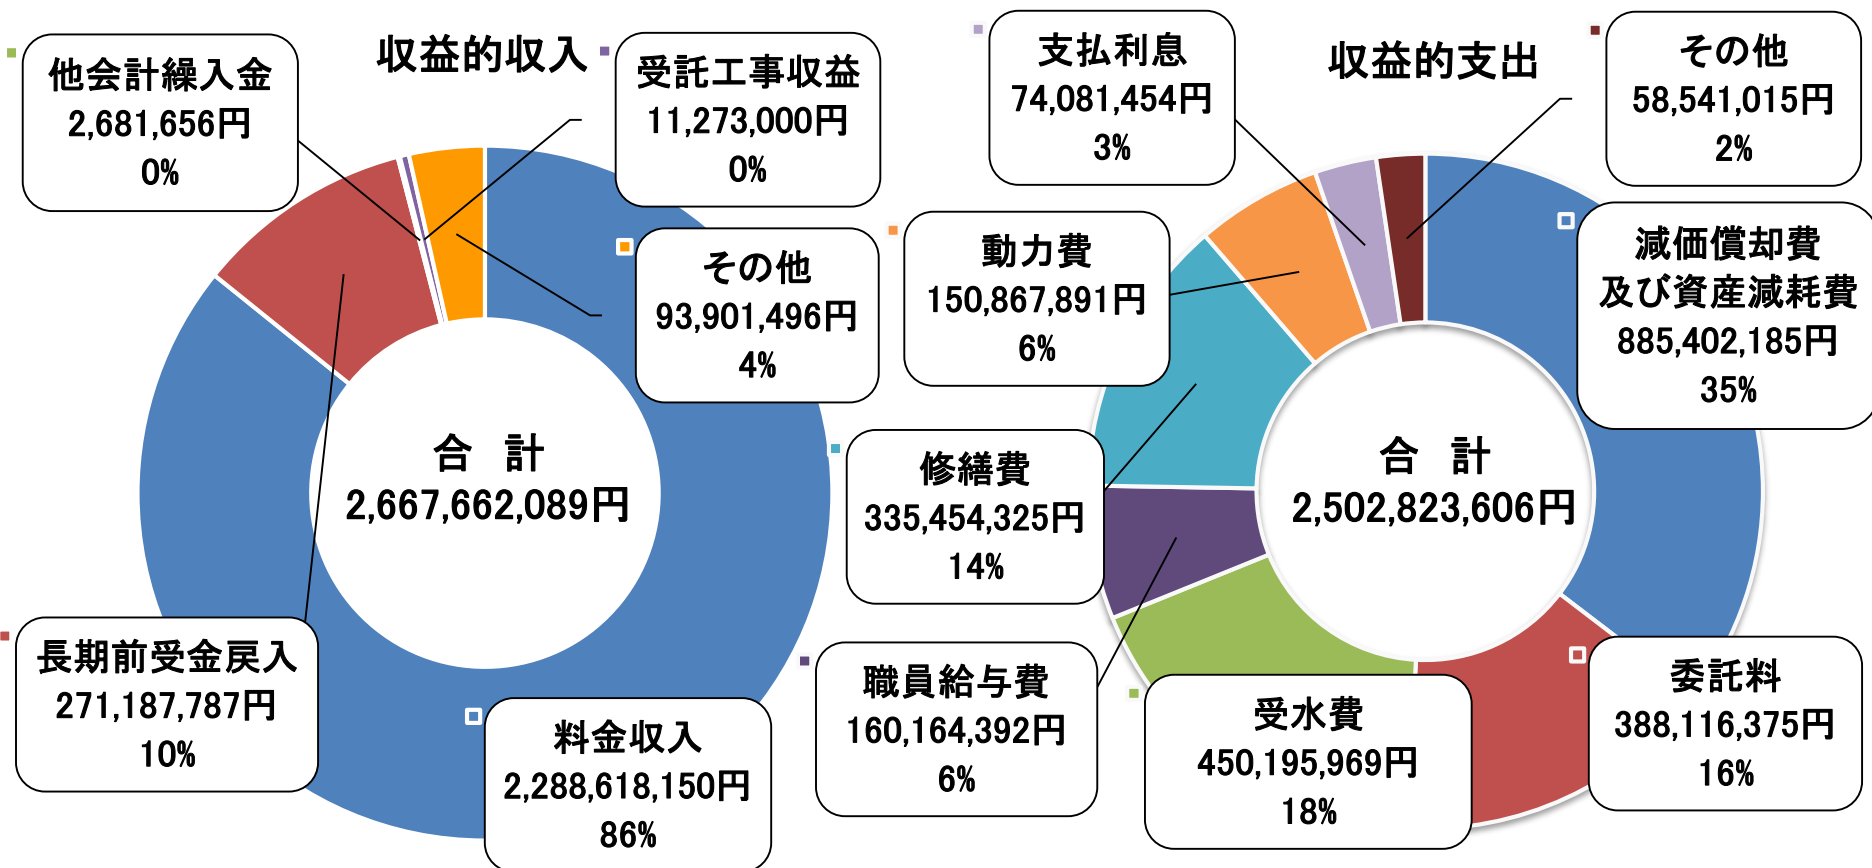 収益的収入
他会計繰入金
2,681,656円
0%
受託工事収益
11,273,000円
0%
その他
93,901,496円
4%
合 計
2,667,662,089円
長期前受金戻入
271,187,787円
10%
料金収入
2,288,618,150円
86%
収益的支出
支払利息
74,081,454円
3%
その他
58,541,015円
2%
動力費
150,867,891円
6%
減価償却費
及び資産減耗費
885,402,185円
35%
修繕費
335,454,325円
14%
合 計
2,502,823,606円
職員給与費
160,164,392円
6%
受水費
450,195,969円
18%
委託料
388,116,375円
16%